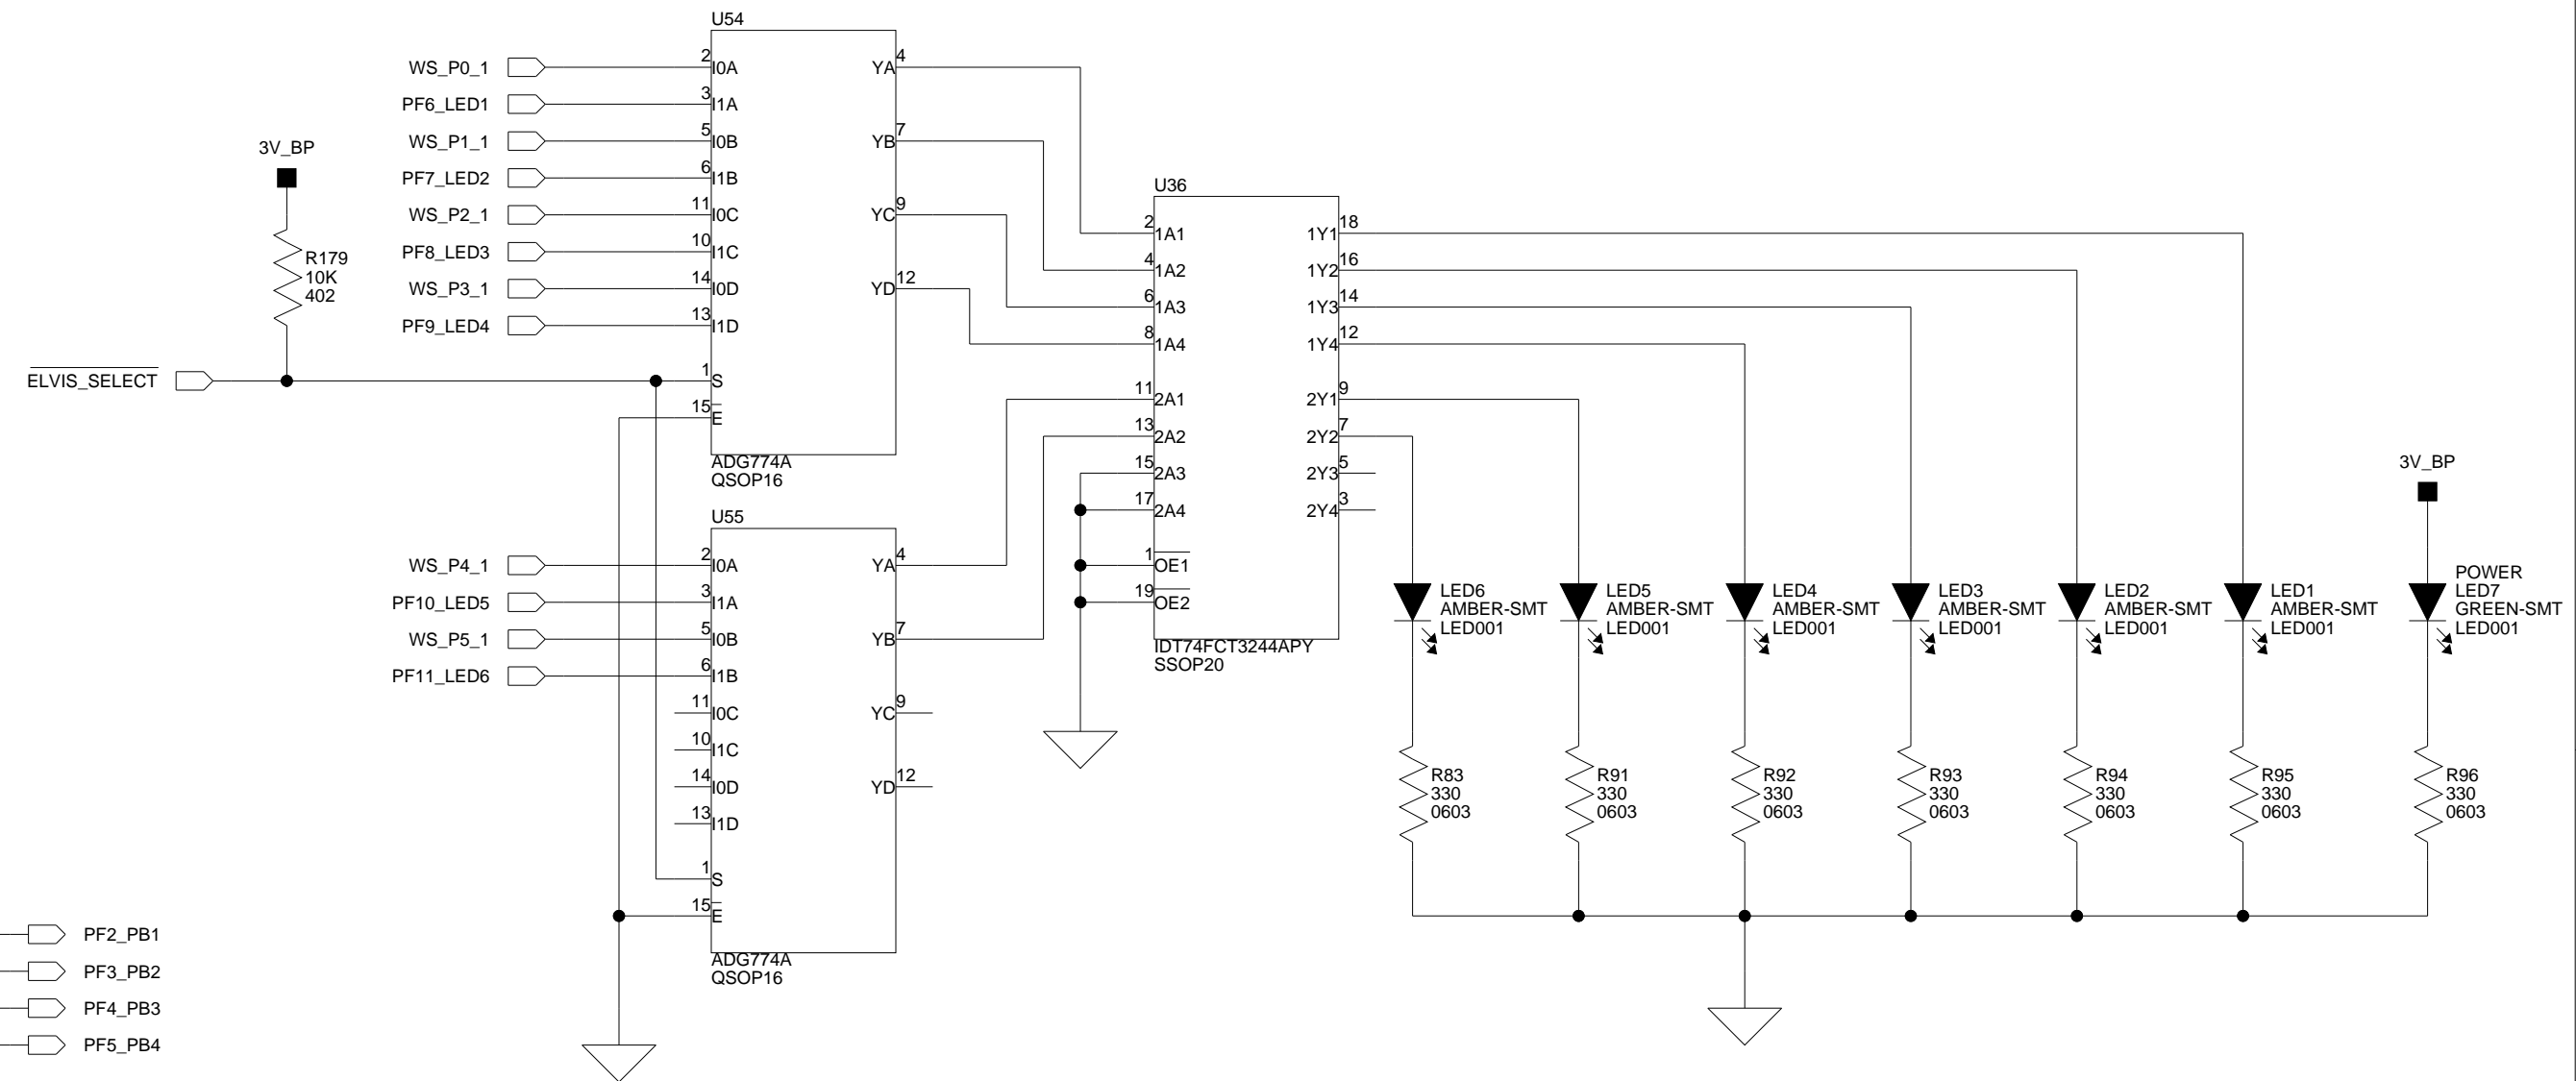 U54
2 I0A
YA 4
WS_P0_1
3 I1A
PF6_LED1
5 I0B
YB 7
WS_P1_1
6 I1B
PF7_LED2
11 I0C
YC 9
WS_P2_1
10 I1C
PF8_LED3
14 I0D
YD 12
WS_P3_1
13 I1D
PF9_LED4
1 S
15 E
ADG774A
QSOP16
3V_BP
R179
10K
402
ELVIS_SELECT
U55
WS_P4_1
2 I0A
YA 4
PF10_LED5
3 I1A
WS_P5_1
5 I0B
YB 7
PF11_LED6
6 I1B
11 I0C
YC 9
10 I1C
14 I0D
YD 12
13 I1D
1 S
15 E
ADG774A
QSOP16
PF2_PB1
PF3_PB2
PF4_PB3
PF5_PB4
U36
2 1A1
1Y1 18
4 1A2
1Y2 16
6 1A3
1Y3 14
8 1A4
1Y4 12
11 2A1
2Y1 9
13 2A2
2Y2 7
15 2A3
2Y3 5
17 2A4
2Y4 3
1 OE1
19 OE2
IDT74FCT3244APY
SSOP20
LED6
AMBER-SMT
LED001
LED5
AMBER-SMT
LED001
LED4
AMBER-SMT
LED001
LED3
AMBER-SMT
LED001
LED2
AMBER-SMT
LED001
LED1
AMBER-SMT
LED001
3V_BP
POWER
LED7
GREEN-SMT
LED001
R83
330
0603
R91
330
0603
R92
330
0603
R93
330
0603
R94
330
0603
R95
330
0603
R96
330
0603